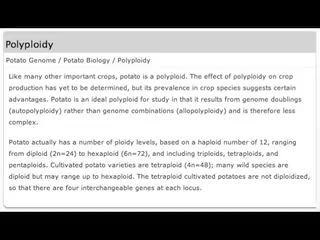 Polyploidy
Potato Genome / Potato Biology / Polyploidy
Like many other important crops, potato is a polyploid. The effect of polyploidy on crop
production has yet to be determined, but its prevalence in crop species suggests certain
advantages. Potato is an ideal polyploid for study in that it results from genome doublings
(autopolyploidy) rather than genome combinations (allopolyploidy) and is therefore less
complex.
Potato actually has a number of ploidy levels, based on a haploid number of 12, ranging
from diploid (2n=24) to hexaploid (6n=72), and including triploids, tetraploids, and
pentaploids. Cultivated potato varieties are tetraploid (4n=48); many wild species are
diploid but may range up to hexaploid. The tetraploid cultivated potatoes are not diploidized,
so that there are four interchangeable genes at each locus.